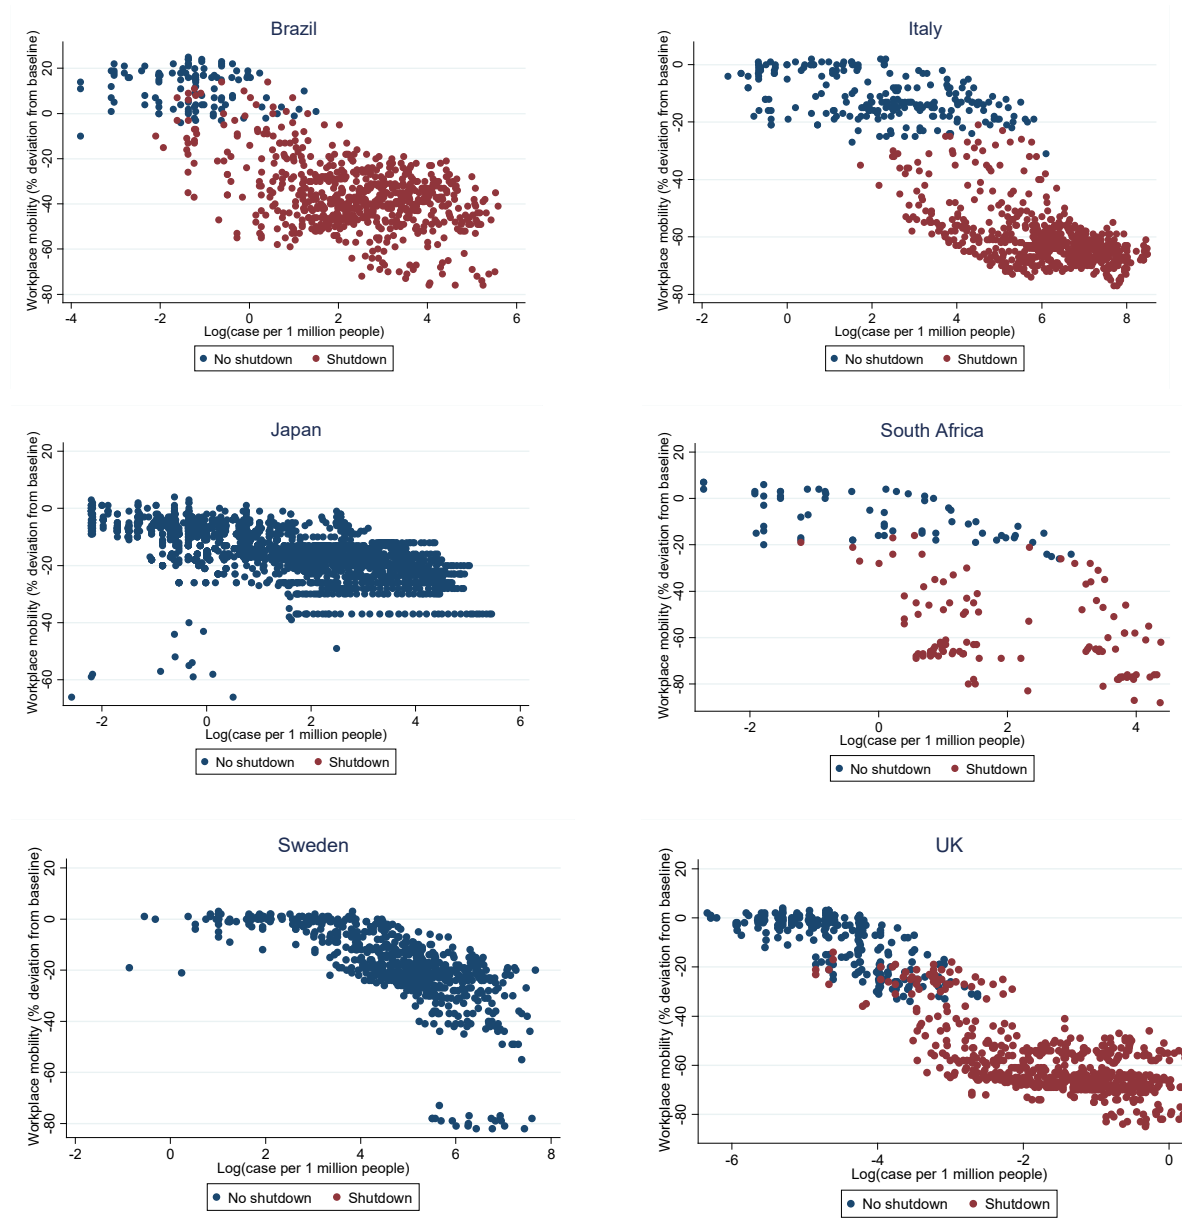 Brazil
Workplace mobility (% deviation from baseline)
20
0
-20
-40
-60
-80
-4 -2 0 2 4 6
Log(case per 1 million people)
No shutdown Shutdown
Italy
Workplace mobility (% deviation from baseline)
0
-20
-40
-60
-80
-2 0 2 4 6 8
Log(case per 1 million people)
No shutdown Shutdown
Japan
Workplace mobility (% deviation from baseline)
20
0
-20
-40
-60
-2 0 2 4 6
Log(case per 1 million people)
No shutdown Shutdown
South Africa
Workplace mobility (% deviation from baseline)
20
0
-20
-40
-60
-80
-2 0 2 4
Log(case per 1 million people)
No shutdown Shutdown
Sweden
Workplace mobility (% deviation from baseline)
20
0
-20
-40
-60
-80
-2 0 2 4 6 8
Log(case per 1 million people)
No shutdown Shutdown
UK
Workplace mobility (% deviation from baseline)
20
0
-20
-40
-60
-80
-6 -4 -2 0
Log(case per 1 million people)
No shutdown Shutdown